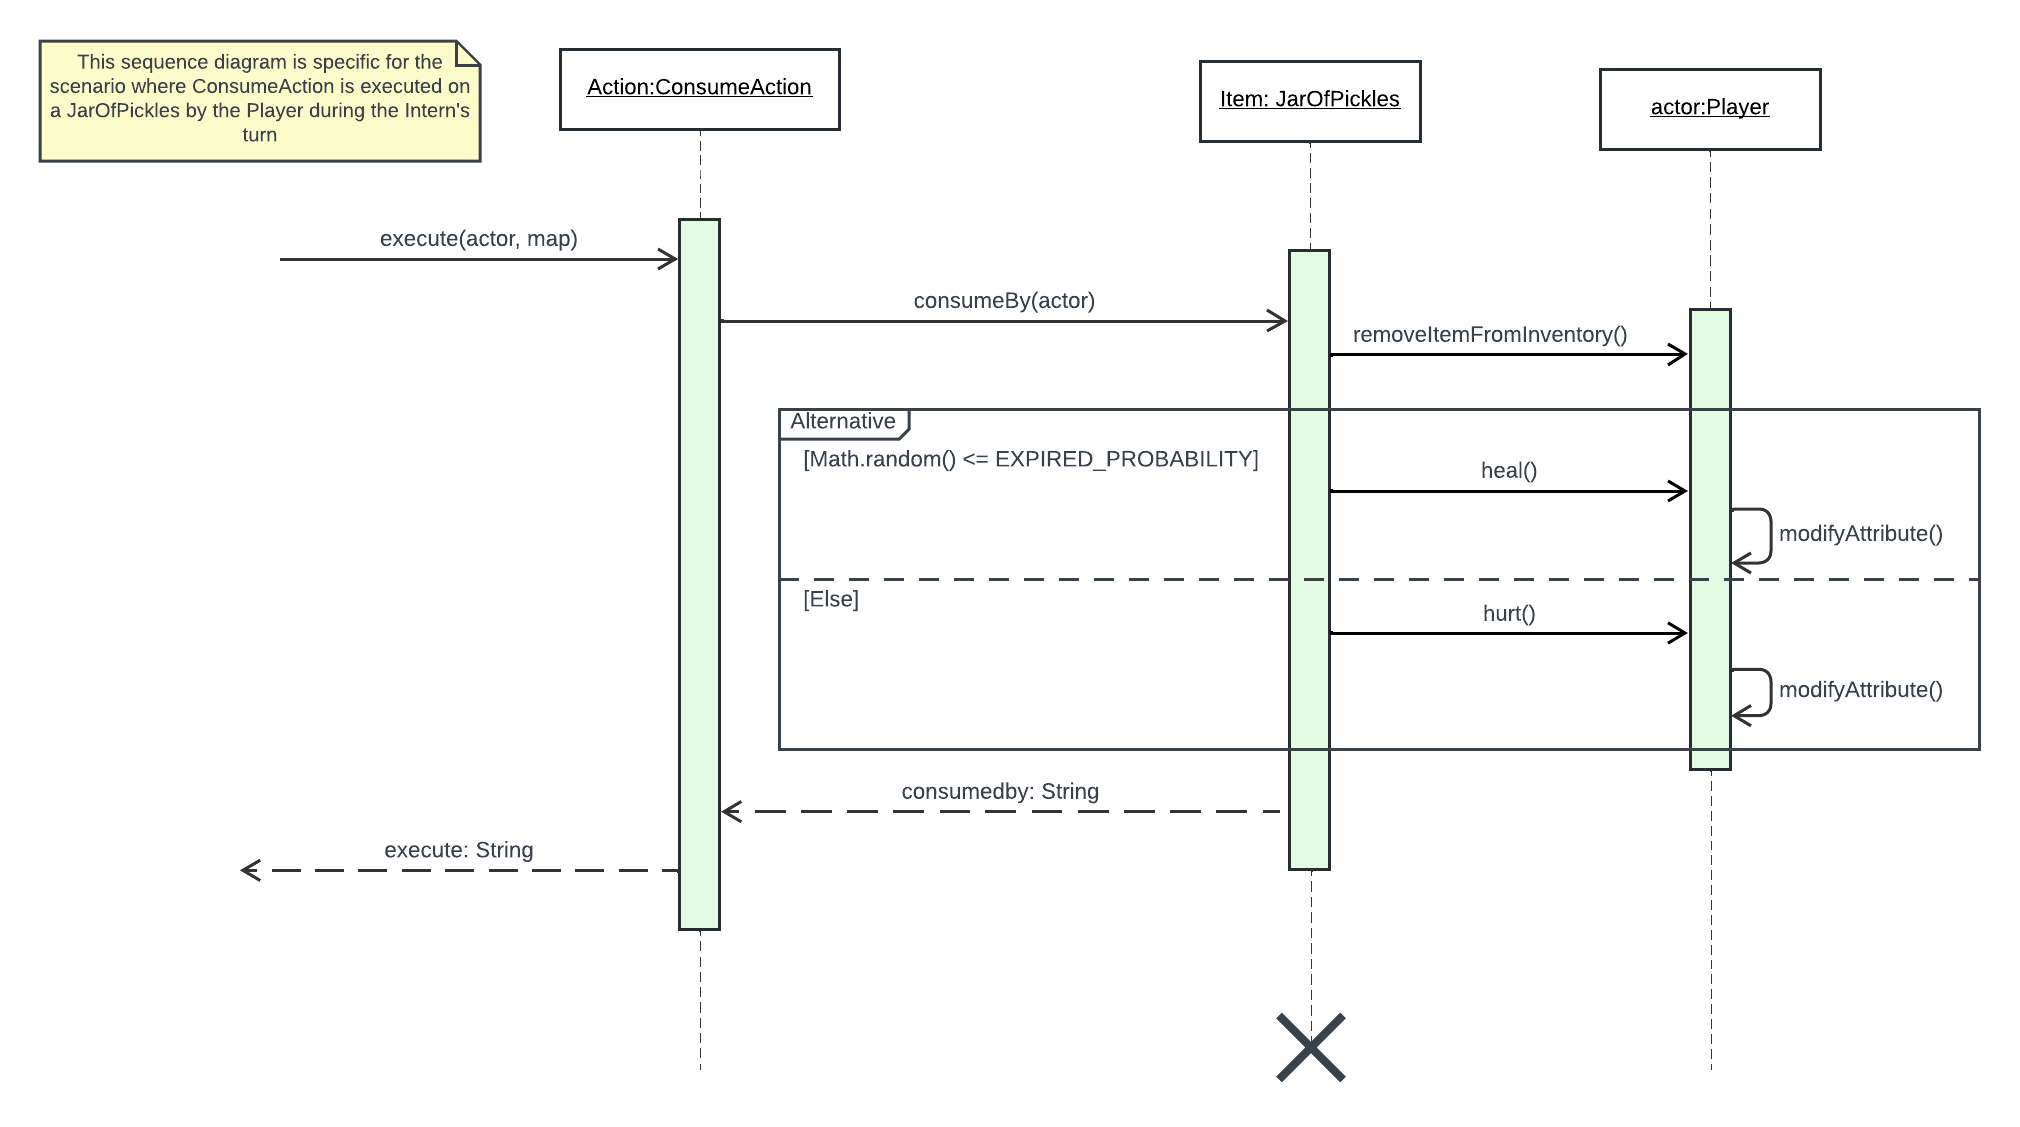 This sequence diagram is specific for the
scenario where ConsumeAction is executed on
a JarOfPickles by the Player during the Intern's
turn
Action:ConsumeAction
Item: JarOfPickles
actor:Player
execute(actor, map)
consumeBy(actor)
removeItemFromInventory()
Alternative
[Math.random() <= EXPIRED_PROBABILITY]
heal()
modifyAttribute()
[Else]
hurt()
modifyAttribute()
consumedby: String
execute: String